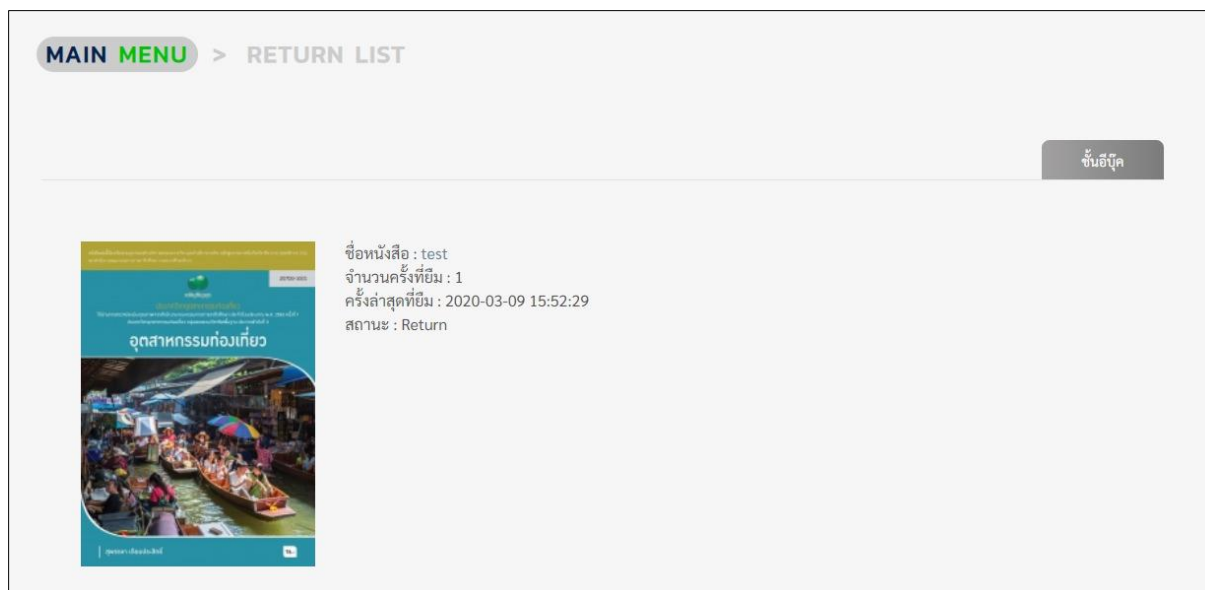 MAIN MENU > RETURN LIST
ชั้นอีบุ๊ค
ชื่อหนังสือ : test
จำนวนครั้งที่ยืม : 1
ครั้งล่าสุดที่ยืม : 2020-03-09 15:52:29
สถานะ : Return
อุตสาหกรรมท่องเที่ยว